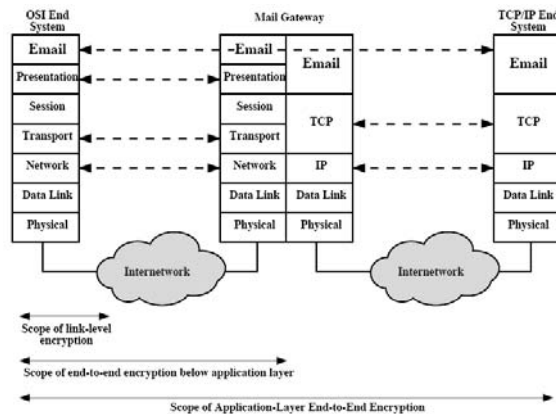 OSI End
System
Mail Gateway
TCP/IP End
System
Email
Presentation
Session
Transport
Network
Data Link
Physical
Email
Presentation
Session
Transport
Network
Data Link
Physical
Email
TCP
IP
Data Link
Physical
Email
TCP
IP
Data Link
Physical
Internetwork
Internetwork
Scope of link-level
encryption
Scope of end-to-end encryption below application layer
Scope of Application-Layer End-to-End Encryption